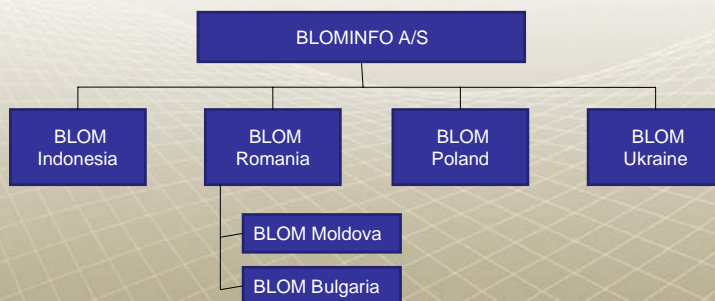 BLOMINFO A/S
BLOM
Indonesia
BLOM
Romania
BLOM
Poland
BLOM
Ukraine
BLOM Moldova
BLOM Bulgaria